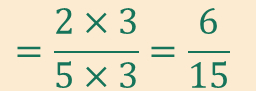 = 2 × 3 / 5 × 3 = 6 / 15